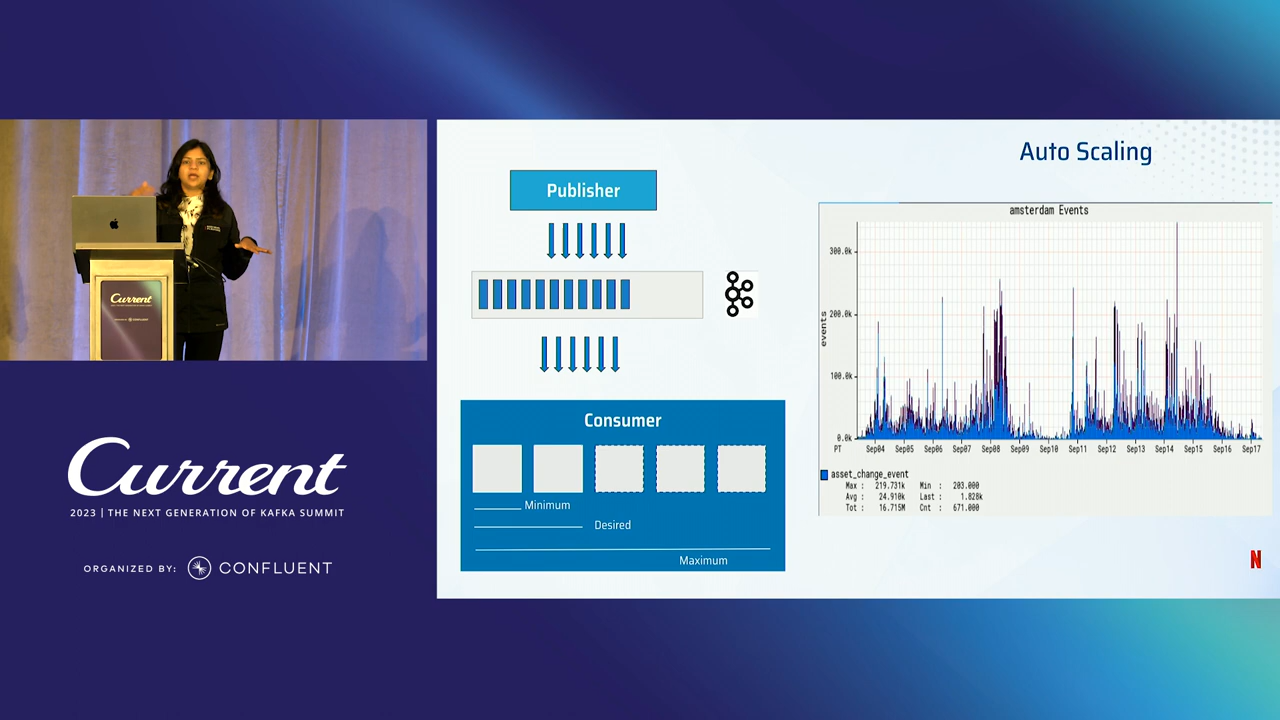 Current
Current
2023 | THE NEXT GENERATION OF KAFKA SUMMIT
ORGANIZED BY: CONFLUENT
Publisher
Consumer
Minimum
Desired
Maximum
Auto Scaling
amsterdam Events
events
300.0k
200.0k
100.0k
0.0k
PT Sep04 Sep05 Sep06 Sep07 Sep08 Sep09 Sep10 Sep11 Sep12 Sep13 Sep14 Sep15 Sep16 Sep17
asset_change_event
Max : 219.731k Min : 203.000
Avg : 24.910k Last : 1.828k
Tot : 16.715M Cnt : 671.000
N